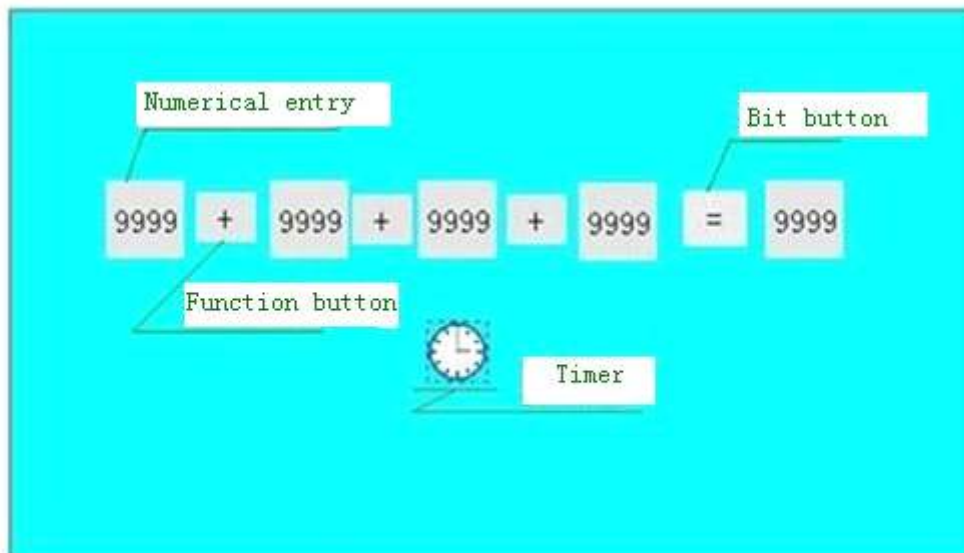 Numerical entry
Bit button
9999 + 9999 + 9999 + 9999 = 9999
Function button
Timer